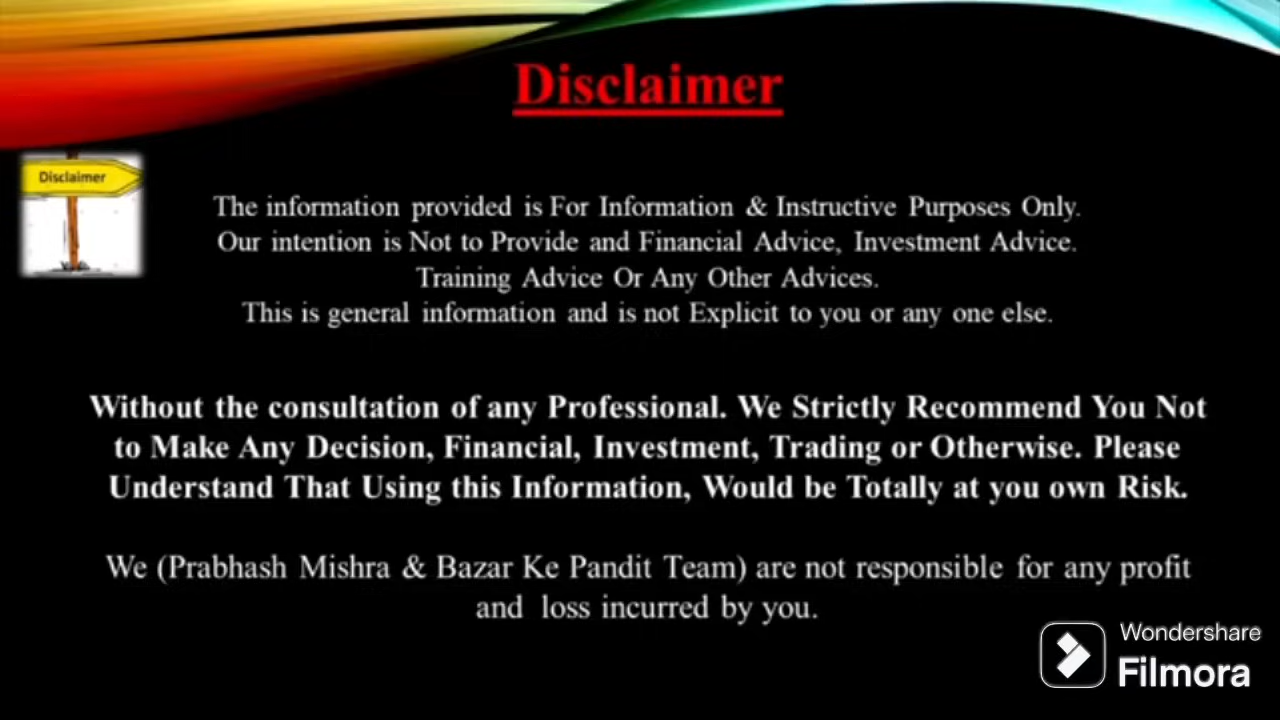 Disclaimer
Disclaimer
The information provided is For Information & Instructive Purposes Only.
Our intention is Not to Provide and Financial Advice, Investment Advice.
Training Advice Or Any Other Advices.
This is general information and is not Explicit to you or any one else.
Without the consultation of any Professional. We Strictly Recommend You Not
to Make Any Decision, Financial, Investment, Trading or Otherwise. Please
Understand That Using this Information, Would be Totally at you own Risk.
We (Prabhash Mishra & Bazar Ke Pandit Team) are not responsible for any profit
and loss incurred by you.
Wondershare
Filmora